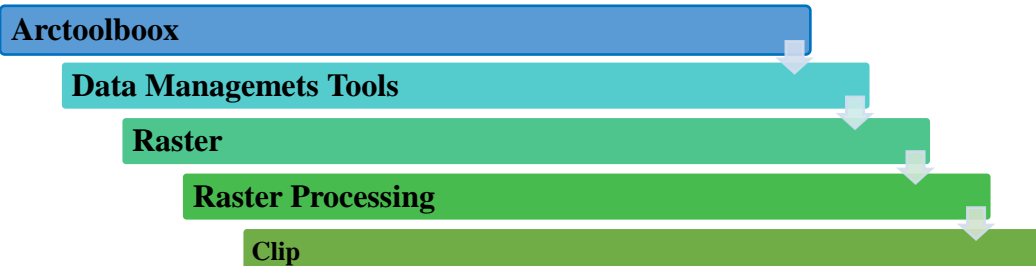 Arctoolboox
Data Managemets Tools
Raster
Raster Processing
Clip